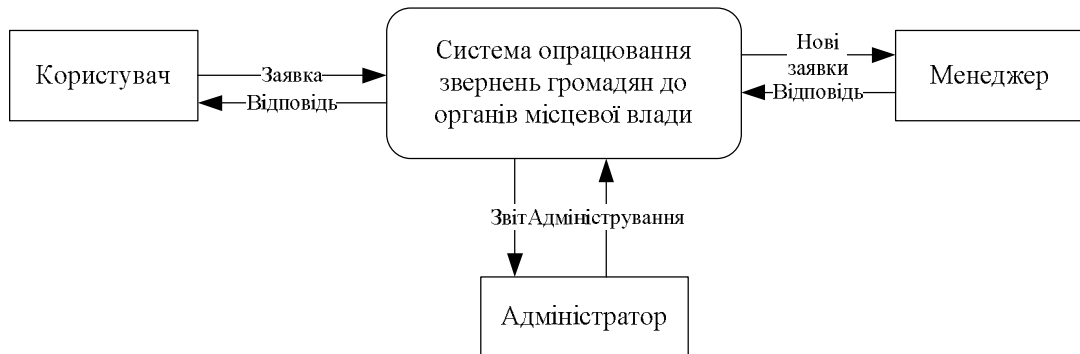 Користувач
Заявка
Відповідь
Система опрацювання
звернень громадян до
органів місцевої влади
Нові
заявки
Відповідь
Менеджер
Звіт
Адміністрування
Адміністратор